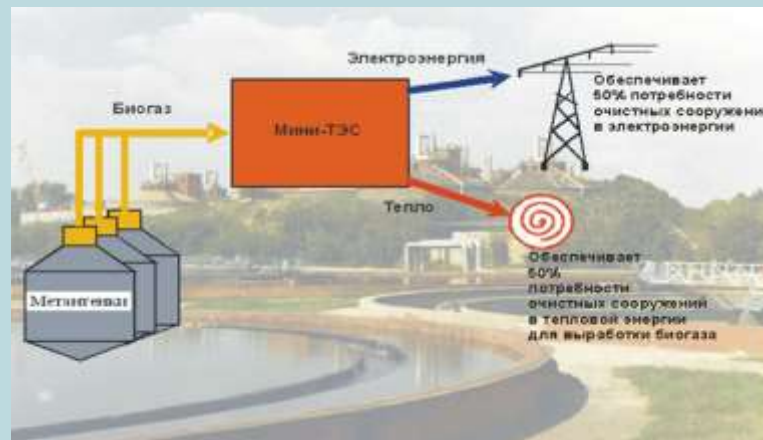 Электроэнергия
Обеспечивает
50% потребности
очистных сооружени
в электроэнергии
Биогаз
Мини-ТЭС
Тепло
Метантенки
Обеспечивает
50%
потребности
очистных сооружений
в тепловой энергии
для выработки биогаза